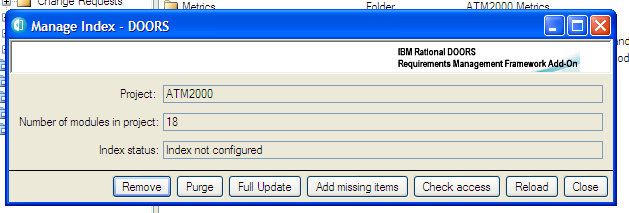 Change Requests
Metrics Folder ATM2000 Metrics
Manage Index - DOORS
IBM Rational DOORS
Requirements Management Framework Add-On
Project: ATM2000
Number of modules in project: 18
Index status: Index not configured
Remove Purge Full Update Add missing items Check access Reload Close